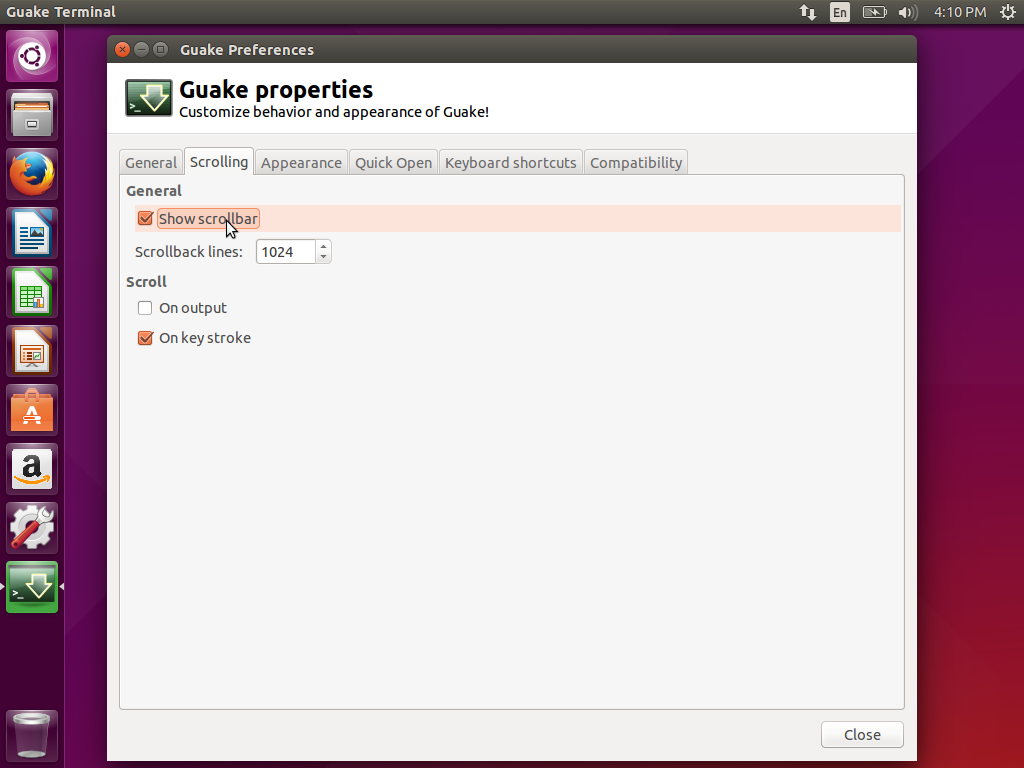 Guake Terminal
En
4:10 PM
Guake Preferences
Guake properties
Customize behavior and appearance of Guake!
General
Scrolling
Appearance
Quick Open
Keyboard shortcuts
Compatibility
General
Show scrollbar
Scrollback lines:
1024
Scroll
On output
On key stroke
Close